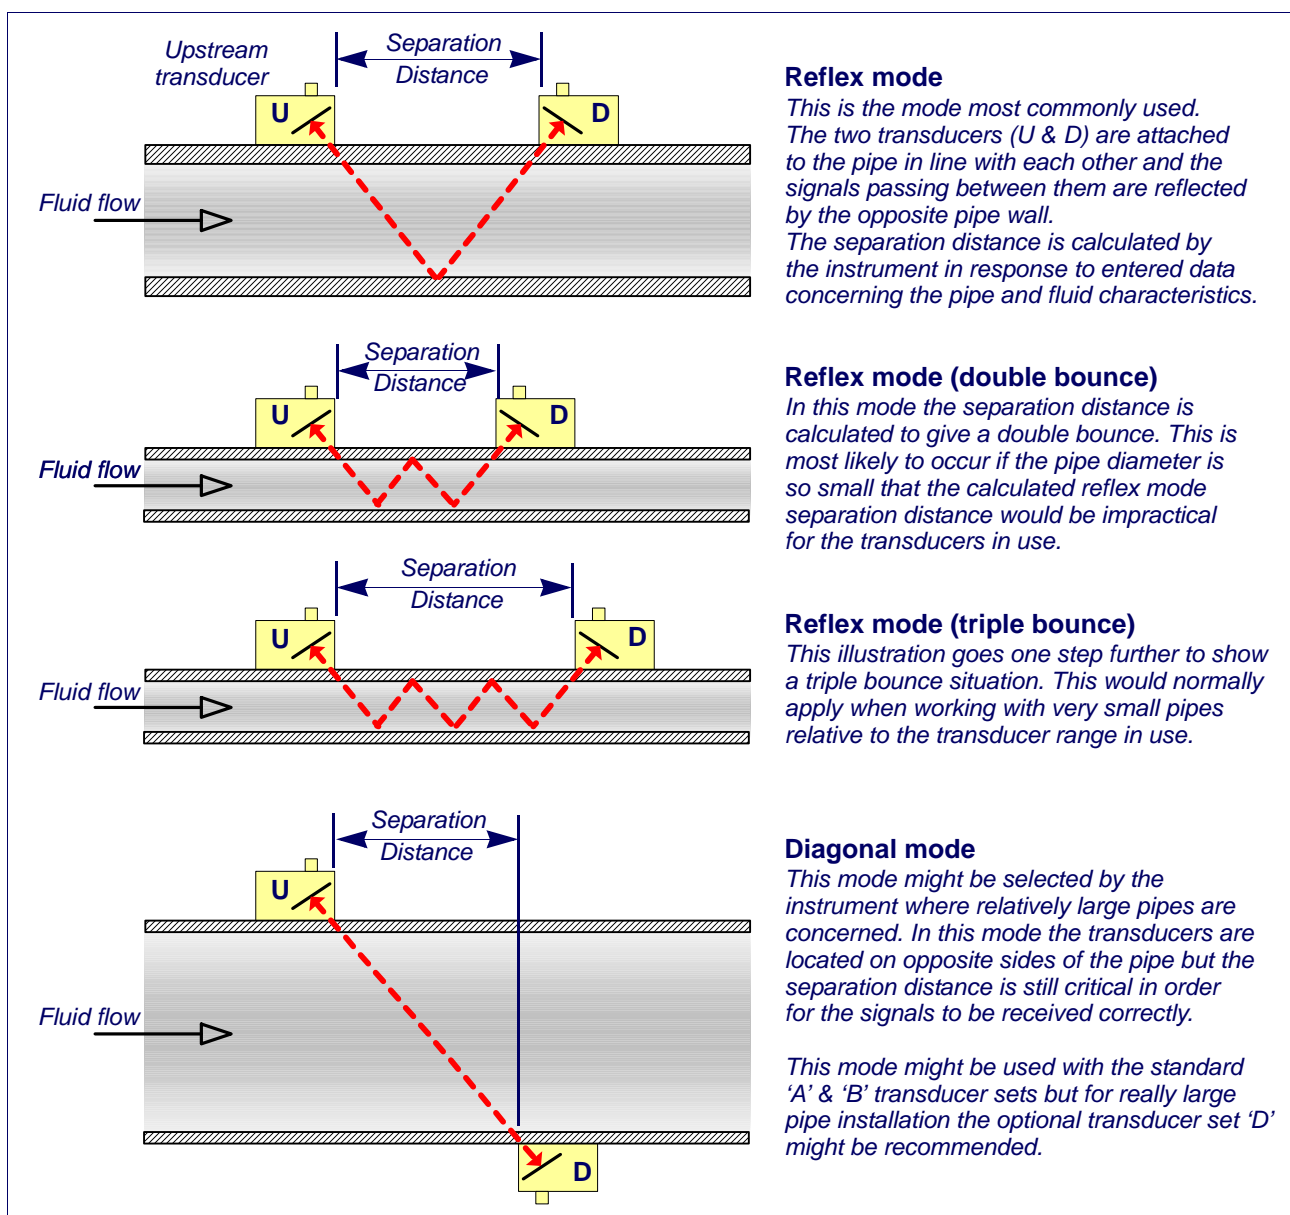 Upstream
transducer
Separation
Distance
U
D
Fluid flow
Reflex mode
This is the mode most commonly used.
The two transducers (U & D) are attached
to the pipe in line with each other and the
signals passing between them are reflected
by the opposite pipe wall.
The separation distance is calculated by
the instrument in response to entered data
concerning the pipe and fluid characteristics.
Separation
Distance
U
D
Fluid flow
Reflex mode (double bounce)
In this mode the separation distance is
calculated to give a double bounce. This is
most likely to occur if the pipe diameter is
so small that the calculated reflex mode
separation distance would be impractical
for the transducers in use.
Separation
Distance
U
D
Fluid flow
Reflex mode (triple bounce)
This illustration goes one step further to show
a triple bounce situation. This would normally
apply when working with very small pipes
relative to the transducer range in use.
Separation
Distance
U
Fluid flow
D
Diagonal mode
This mode might be selected by the
instrument where relatively large pipes are
concerned. In this mode the transducers are
located on opposite sides of the pipe but the
separation distance is still critical in order
for the signals to be received correctly.
This mode might be used with the standard
‘A’ & ‘B’ transducer sets but for really large
pipe installation the optional transducer set ‘D’
might be recommended.